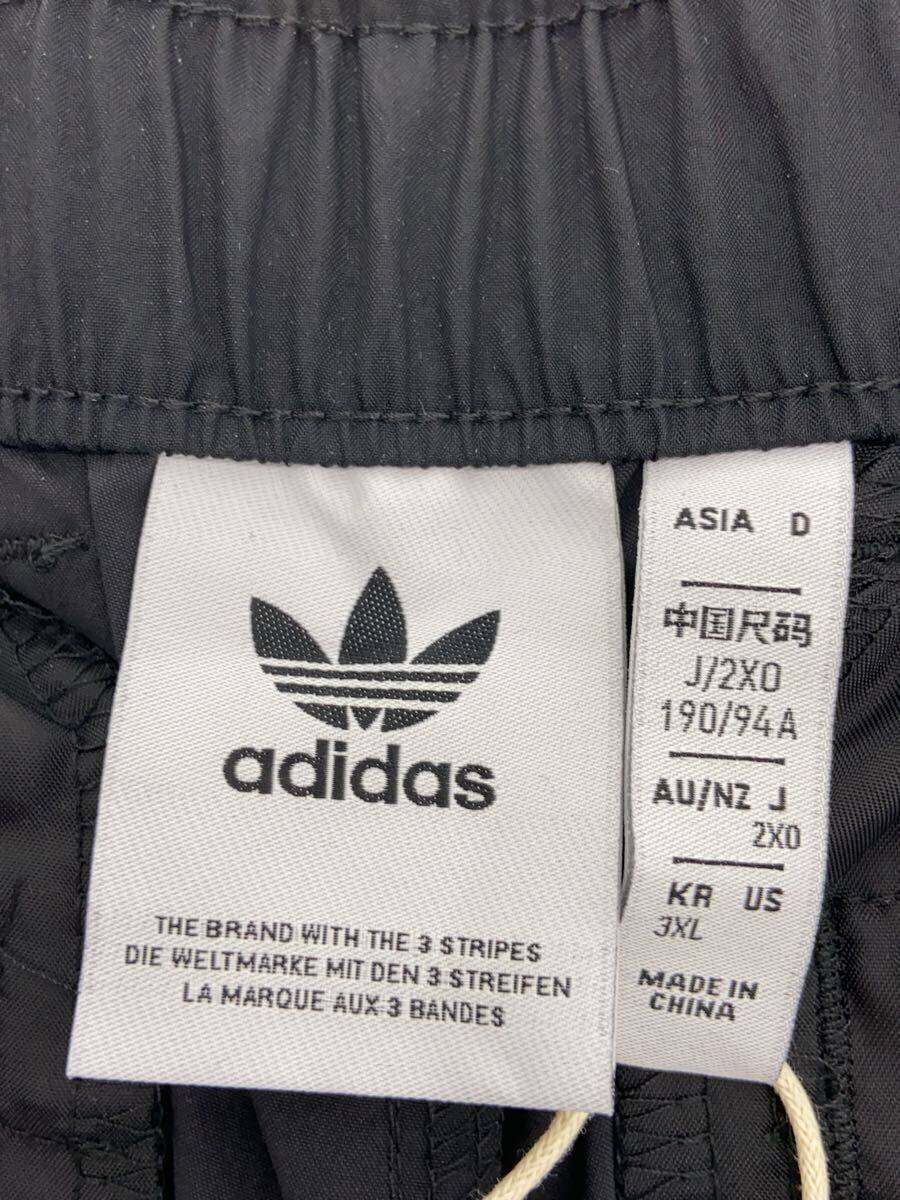 adidas
THE BRAND WITH THE 3 STRIPES
DIE WELTMARKE MIT DEN 3 STREIFEN
LA MARQUE AUX 3 BANDES
ASIA D
中国尺码
J/2XO
190/94A
AU/NZ J
2XO
KR US
3XL
MADE IN
CHINA